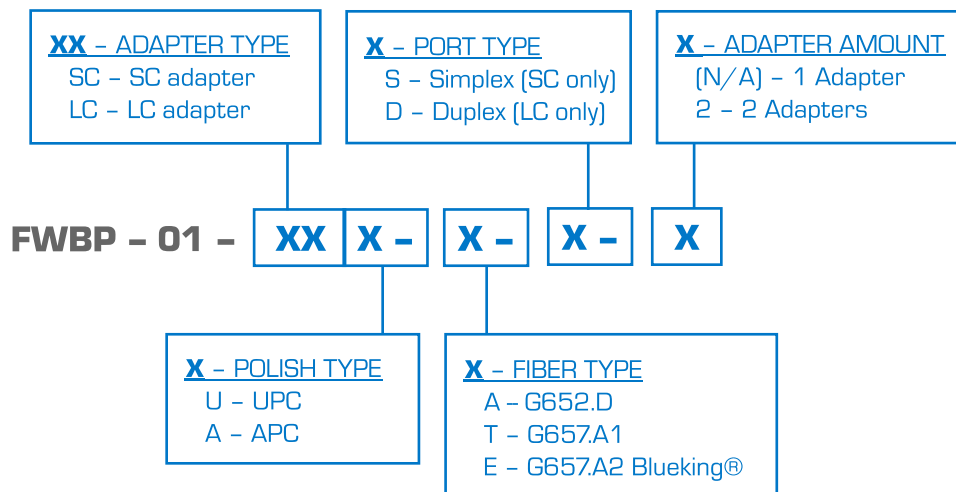 XX – ADAPTER TYPE
SC – SC adapter
LC – LC adapter
X – PORT TYPE
S – Simplex (SC only)
D – Duplex (LC only)
X – ADAPTER AMOUNT
(N/A) – 1 Adapter
2 – 2 Adapters
FWBP – 01 – XX X – X – X – X
X – POLISH TYPE
U – UPC
A – APC
X – FIBER TYPE
A – G652.D
T – G657.A1
E – G657.A2 Blueking®